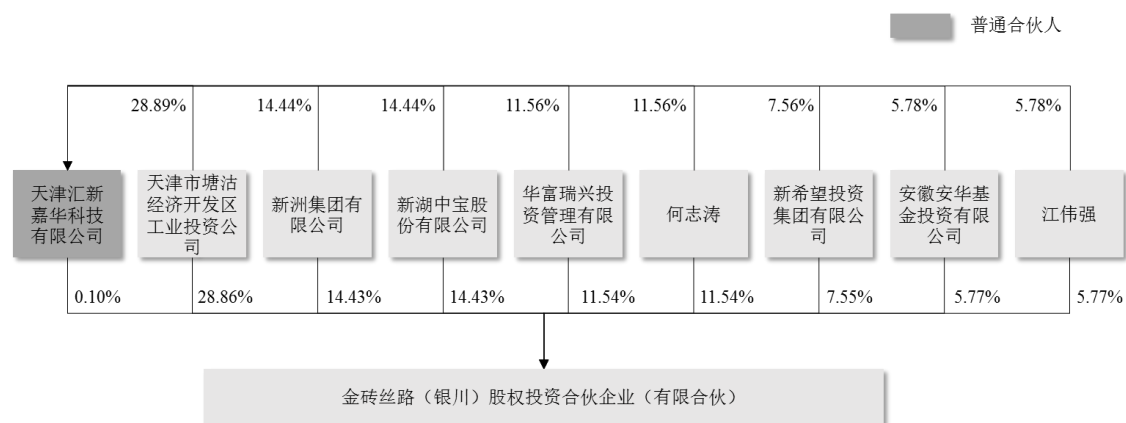 普通合伙人
28.89%
14.44%
14.44%
11.56%
11.56%
7.56%
5.78%
5.78%
天津汇新
嘉华科技
有限公司
天津市塘沽
经济开发区
工业投资公
司
新洲集团有
限公司
新湖中宝股
份有限公司
华富瑞兴投
资管理有限
公司
何志涛
新希望投资
集团有限公
司
安徽安华基
金投资有限
公司
江伟强
0.10%
28.86%
14.43%
14.43%
11.54%
11.54%
7.55%
5.77%
5.77%
金砖丝路（银川）股权投资合伙企业（有限合伙）